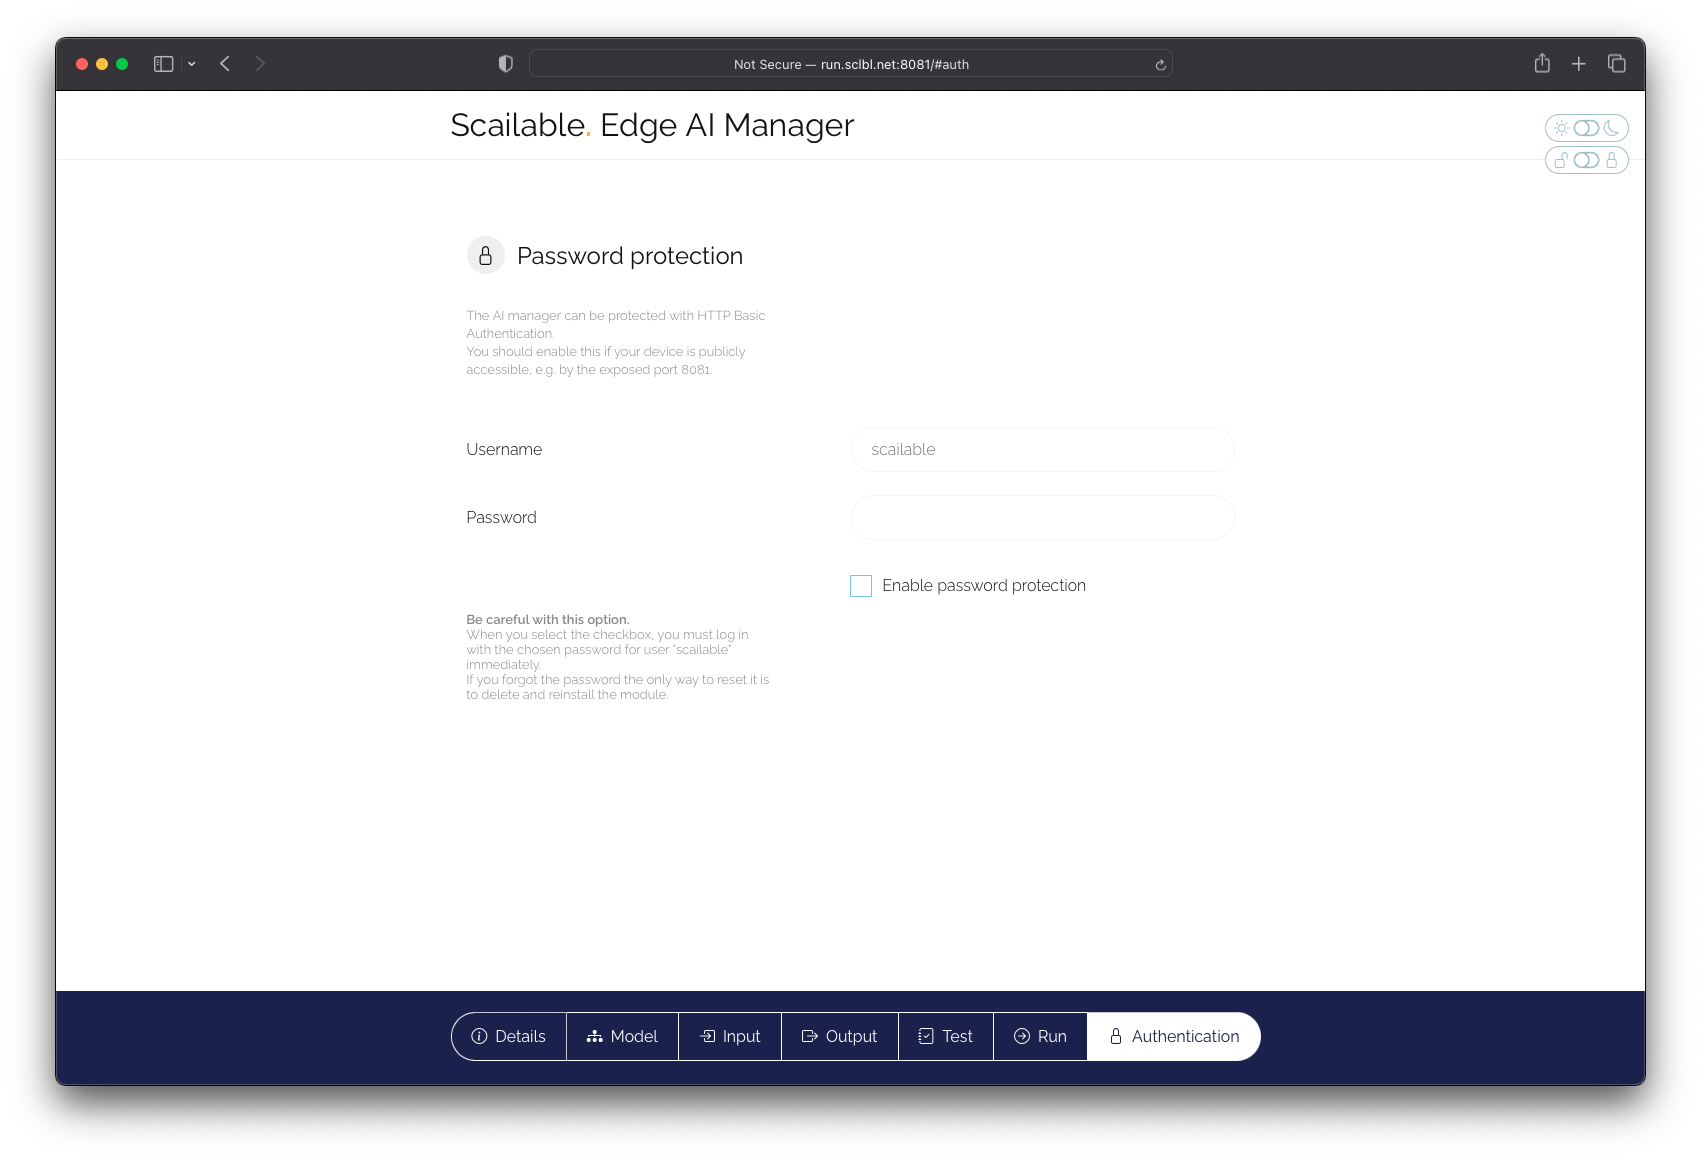 Not Secure — run.sclbl.net:8081/#auth
Scailable. Edge AI Manager
Password protection
The AI manager can be protected with HTTP Basic
Authentication.
You should enable this if your device is publicly
accessible, e.g. by the exposed port 8081.
Username
scailable
Password
Enable password protection
Be careful with this option.
When you select the checkbox, you must log in
with the chosen password for user "scailable"
immediately.
If you forgot the password the only way to reset it is
to delete and reinstall the module.
Details Model Input Output Test Run Authentication